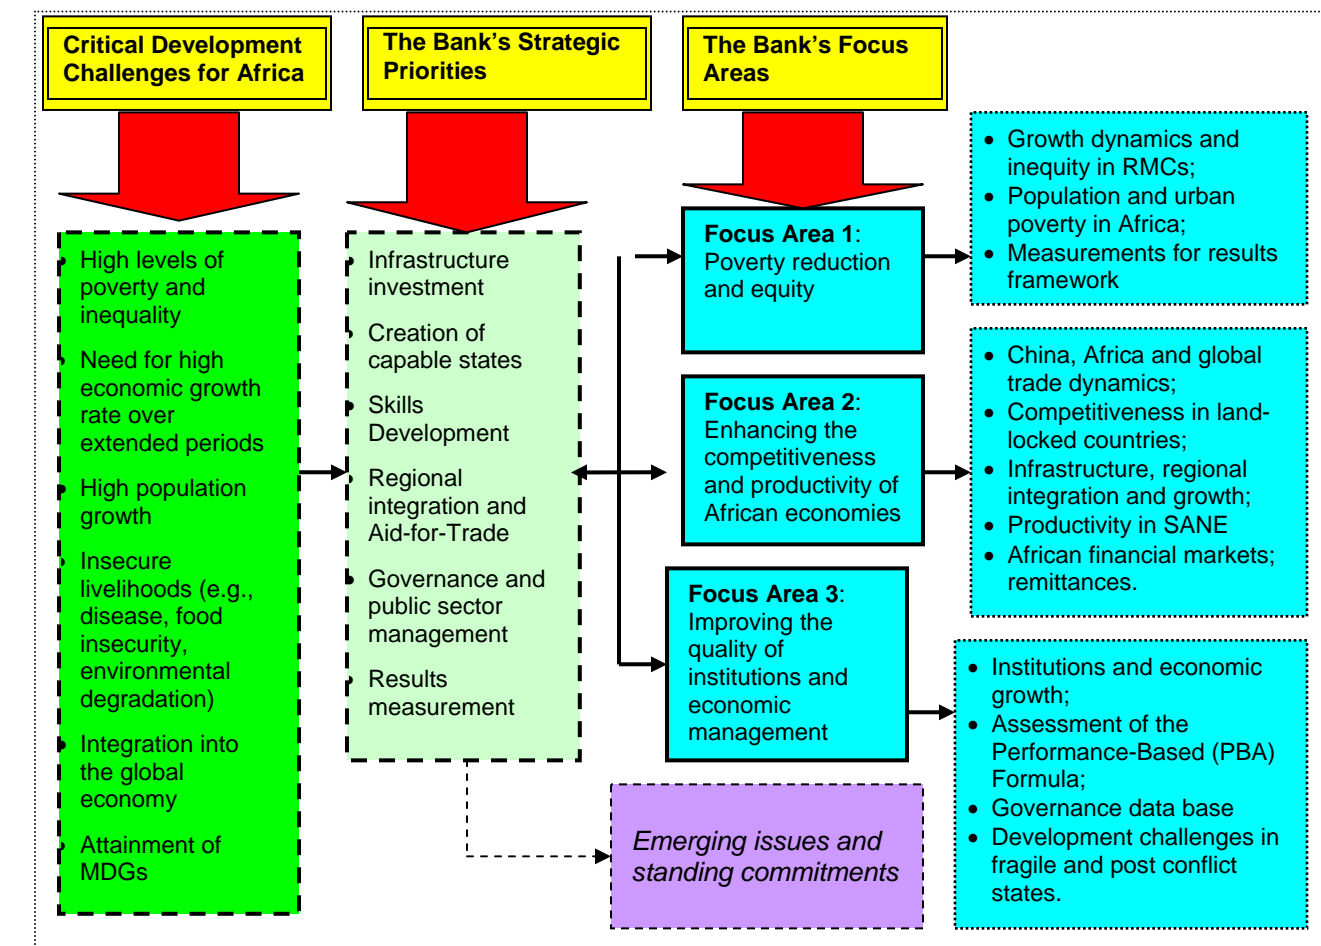 Critical Development
Challenges for Africa
The Bank’s Strategic
Priorities
The Bank’s Focus
Areas
• High levels of
poverty and
inequality
• Need for high
economic growth
rate over
extended periods
• High population
growth
• Insecure
livelihoods (e.g.,
disease, food
insecurity,
environmental
degradation)
• Integration into
the global
economy
• Attainment of
MDGs
• Infrastructure
investment
• Creation of
capable states
• Skills
Development
• Regional
integration and
Aid-for-Trade
• Governance and
public sector
management
• Results
measurement
Focus Area 1:
Poverty reduction
and equity
Focus Area 2:
Enhancing the
competitiveness
and productivity of
African economies
Focus Area 3:
Improving the
quality of
institutions and
economic
management
Emerging issues and
standing commitments
• Growth dynamics and
inequity in RMCs;
• Population and urban
poverty in Africa;
• Measurements for results
framework
• China, Africa and global
trade dynamics;
• Competitiveness in land-
locked countries;
• Infrastructure, regional
integration and growth;
• Productivity in SANE
• African financial markets;
remittances.
• Institutions and economic
growth;
• Assessment of the
Performance-Based (PBA)
Formula;
• Governance data base
• Development challenges in
fragile and post conflict
states.